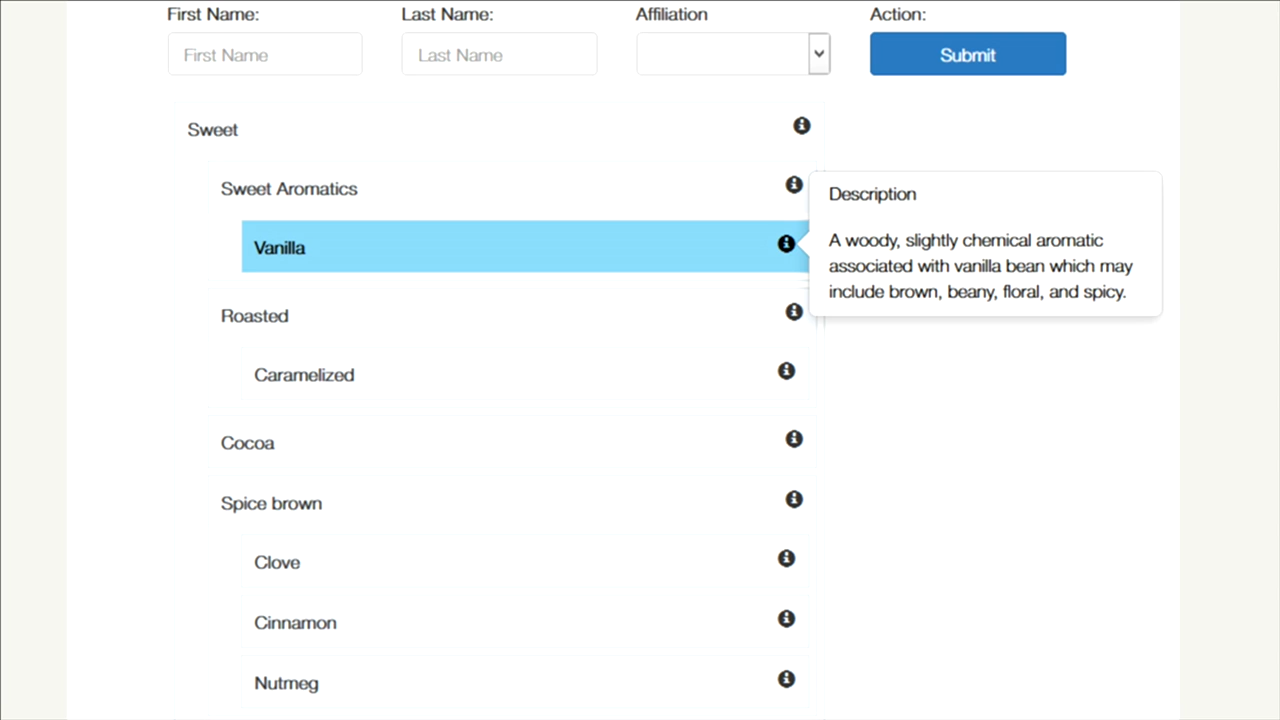 First Name:
Last Name:
Affiliation
Action:
First Name
Last Name
Submit
Sweet
Sweet Aromatics
Vanilla
Description
A woody, slightly chemical aromatic
associated with vanilla bean which may
include brown, beany, floral, and spicy.
Roasted
Caramelized
Cocoa
Spice brown
Clove
Cinnamon
Nutmeg